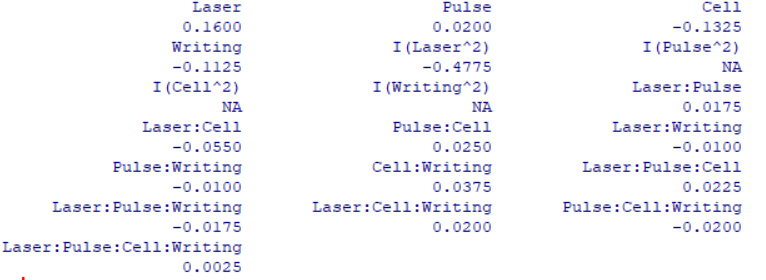 Laser Pulse Cell
0.1600 0.0200 -0.1325
Writing I(Laser^2) I(Pulse^2)
-0.1125 -0.4775 NA
I(Cell^2) I(Writing^2) Laser:Pulse
NA NA 0.0175
Laser:Cell Pulse:Cell Laser:Writing
-0.0550 0.0250 -0.0100
Pulse:Writing Cell:Writing Laser:Pulse:Cell
-0.0100 0.0375 0.0225
Laser:Pulse:Writing Laser:Cell:Writing Pulse:Cell:Writing
-0.0175 0.0200 -0.0200
Laser:Pulse:Cell:Writing
0.0025